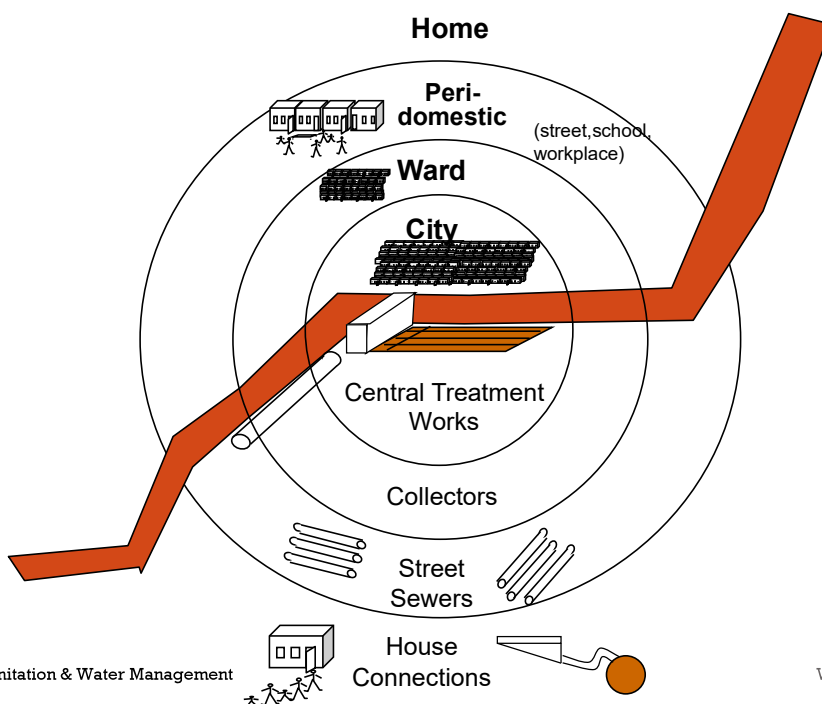 Home
Peri-
domestic
(street,school,
workplace)
Ward
City
Central Treatment
Works
Collectors
Street
Sewers
House
Connections
nitation & Water Management